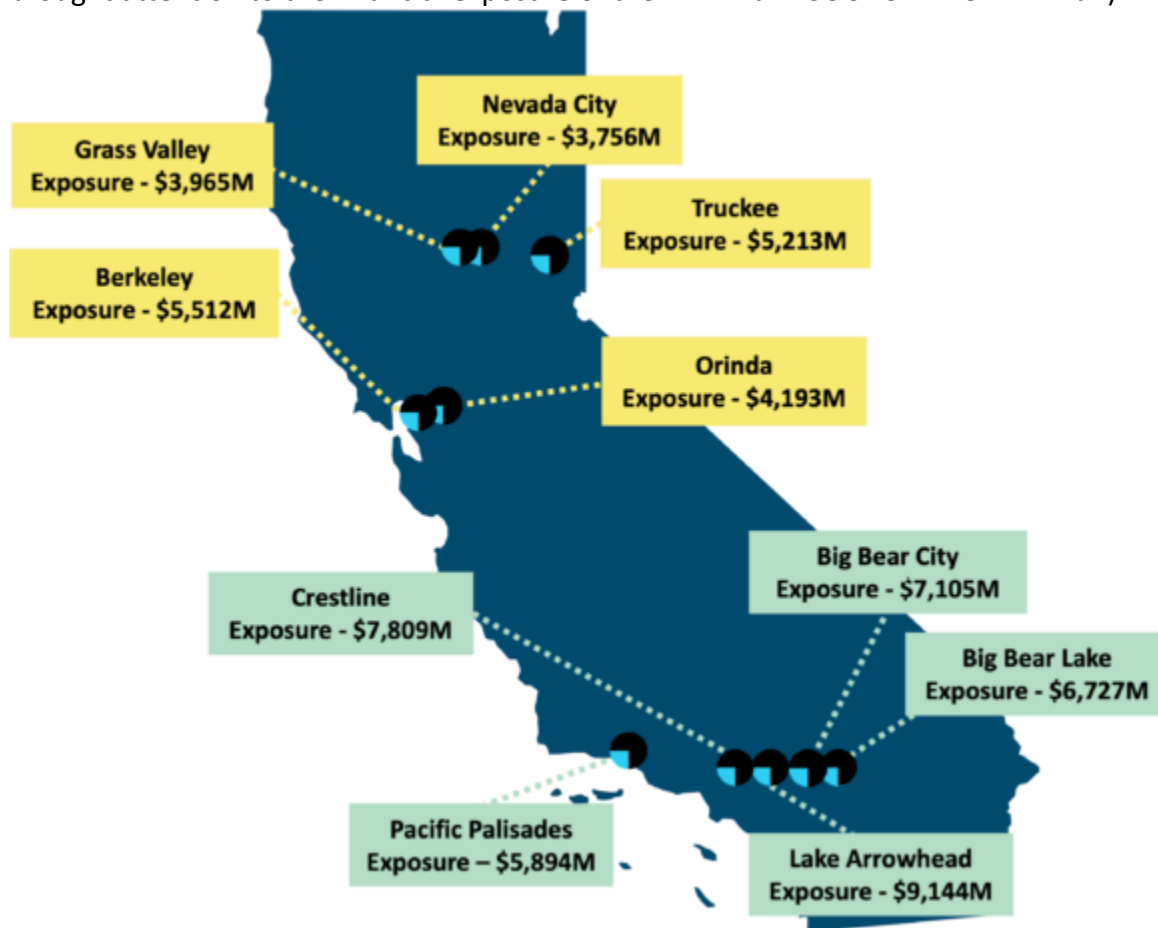 Nevada City
Exposure - $3,756M
Grass Valley
Exposure - $3,965M
Truckee
Exposure - $5,213M
Berkeley
Exposure - $5,512M
Orinda
Exposure - $4,193M
Big Bear City
Exposure - $7,105M
Crestline
Exposure - $7,809M
Big Bear Lake
Exposure - $6,727M
Pacific Palisades
Exposure – $5,894M
Lake Arrowhead
Exposure - $9,144M